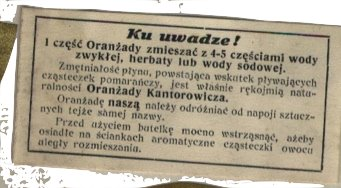 Ku uwadze!
1 część Oranżady zmieszać z 4-5 częściami wody
zwykłej, herbaty lub wody sodowej.
Zmętniałość płynu, powstająca wskutek pływających
cząsteczek pomarańczy, jest właśnie rękojmią natu-
ralności Oranżady Kantorowicza.
Oranżadę naszą należy odróżniać od napoji sztucz-
nych tejże samej nazwy.
Przed użyciem butelkę mocno wstrząsnąć, ażeby
osiadłe na ściankach aromatyczne cząsteczki owocu
uległy rozmieszaniu.